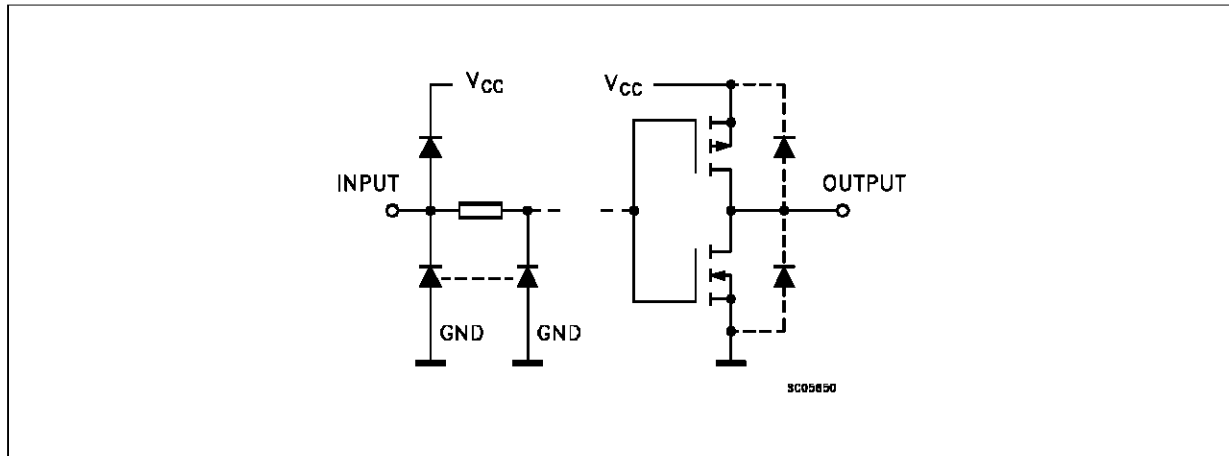 VCC
VCC
INPUT
OUTPUT
GND
GND
SC05850